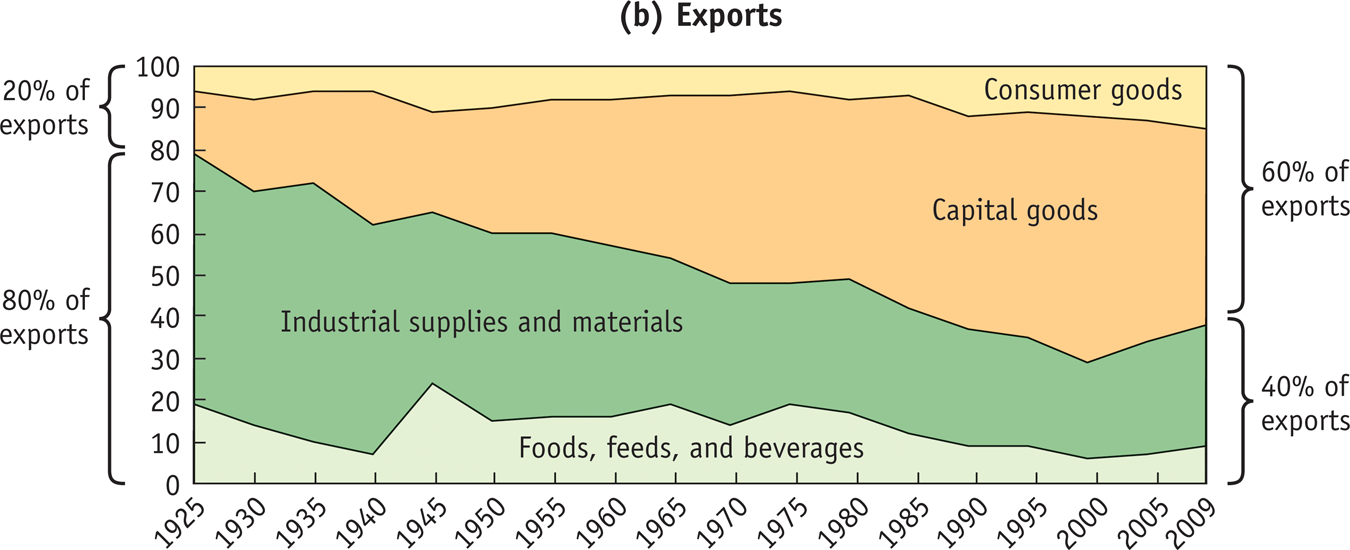 (b) Exports
100
90
80
70
60
50
40
30
20
10
0
20% of
exports
80% of
exports
Consumer goods
Capital goods
Industrial supplies and materials
Foods, feeds, and beverages
60% of
exports
40% of
exports
1925
1930
1935
1940
1945
1950
1955
1960
1965
1970
1975
1980
1985
1990
1995
2000
2005
2009